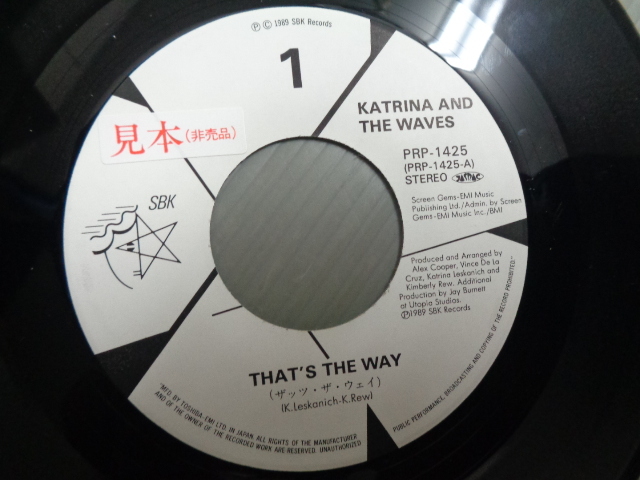 ℗© 1989 SBK Records
1
KATRINA AND
THE WAVES
見本(非売品)
PRP-1425
(PRP-1425-A)
STEREO
SBK
Screen Gems-EMI Music
Publishing Ltd./Admin. by Screen
Gems-EMI Music Inc./BMI
Produced and Arranged by
Alex Cooper, Vince De La
Cruz, Katrina Leskanich and
Kimberly Rew. Additional
Production by Jay Burnett
at Utopia Studios.
℗1989 SBK Records
THAT'S THE WAY
(ザッツ・ザ・ウェイ)
(K.Leskanich-K.Rew)
"MFD. BY TOSHIBA-EMI LTD. IN JAPAN. ALL RIGHTS OF THE MANUFACTURER
AND OF THE OWNER OF THE RECORDED WORK ARE RESERVED. UNAUTHORIZED
PUBLIC PERFORMANCE, BROADCASTING AND COPYING OF THE RECORD PROHIBITED."